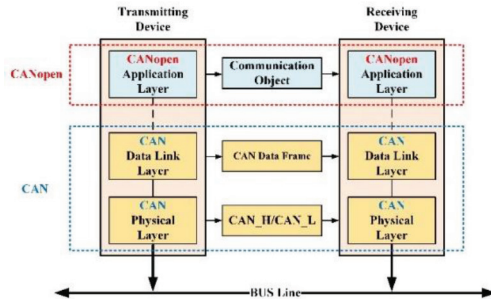 Transmitting
Device
Receiving
Device
CANopen
CANopen
Application
Layer
Communication
Object
CANopen
Application
Layer
CAN
CAN
Data Link
Layer
CAN Data Frame
CAN
Data Link
Layer
CAN
Physical
Layer
CAN_H/CAN_L
CAN
Physical
Layer
BUS Line